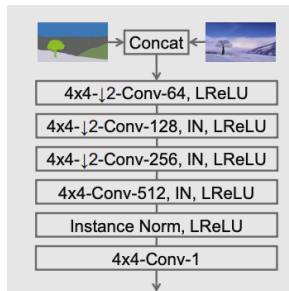 Concat
4x4-↓2-Conv-64, LReLU
4x4-↓2-Conv-128, IN, LReLU
4x4-↓2-Conv-256, IN, LReLU
4x4-Conv-512, IN, LReLU
Instance Norm, LReLU
4x4-Conv-1